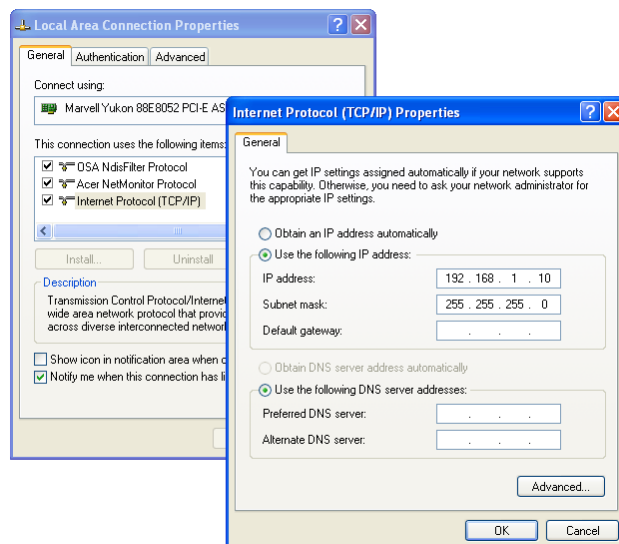 Local Area Connection Properties
General Authentication Advanced
Connect using:
Marvell Yukon 88E8052 PCI-E AS
This connection uses the following items:
OSA NdisFilter Protocol
Acer NetMonitor Protocol
Internet Protocol (TCP/IP)
Install... Uninstall
Description
Transmission Control Protocol/Internet
wide area network protocol that provid
across diverse interconnected networ
Show icon in notification area when c
Notify me when this connection has li
Internet Protocol (TCP/IP) Properties
General
You can get IP settings assigned automatically if your network supports
this capability. Otherwise, you need to ask your network administrator for
the appropriate IP settings.
Obtain an IP address automatically
Use the following IP address:
IP address: 192 . 168 . 1 . 10
Subnet mask: 255 . 255 . 255 . 0
Default gateway: . . .
Obtain DNS server address automatically
Use the following DNS server addresses:
Preferred DNS server: . . .
Alternate DNS server: . . .
Advanced...
OK Cancel